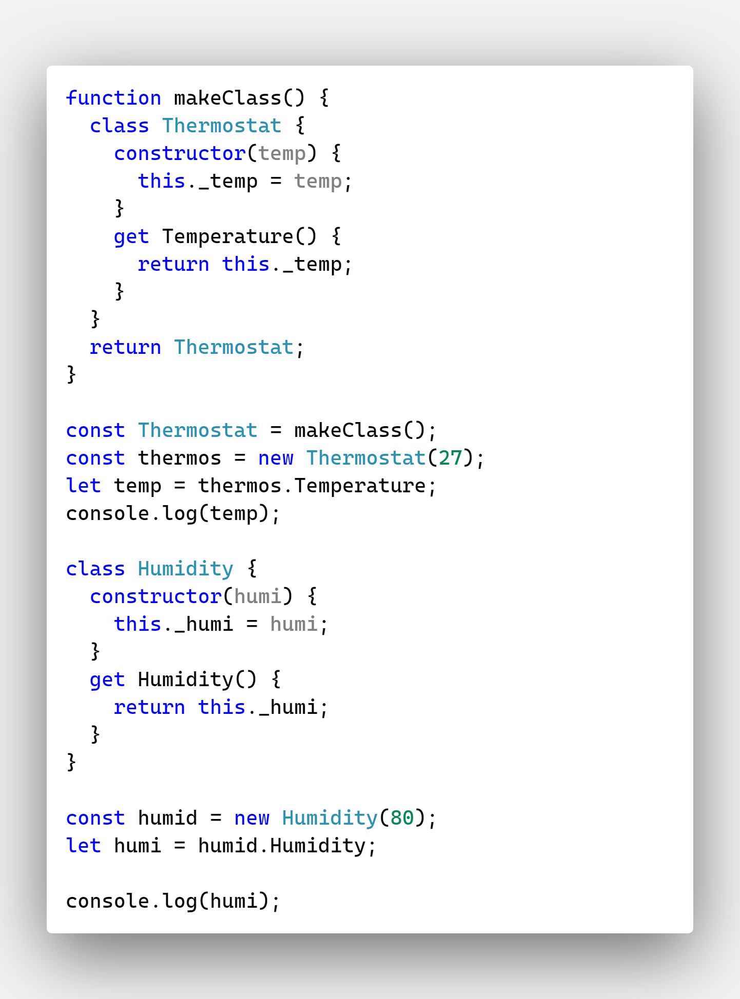 function makeClass() {
  class Thermostat {
    constructor(temp) {
      this._temp = temp;
    }
    get Temperature() {
      return this._temp;
    }
  }
  return Thermostat;
}

const Thermostat = makeClass();
const thermos = new Thermostat(27);
let temp = thermos.Temperature;
console.log(temp);

class Humidity {
  constructor(humi) {
    this._humi = humi;
  }
  get Humidity() {
    return this._humi;
  }
}

const humid = new Humidity(80);
let humi = humid.Humidity;

console.log(humi);